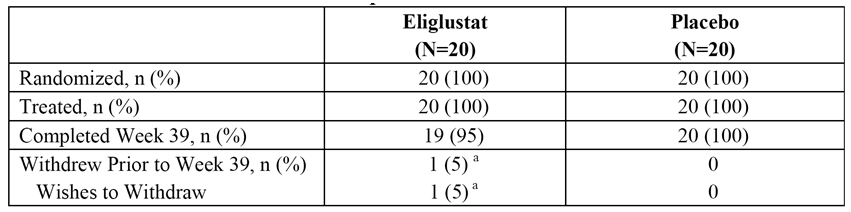 Eliglustat Placebo
(N=20) (N=20)
Randomized, n (%) 20 (100) 20 (100)
Treated, n (%) 20 (100) 20 (100)
Completed Week 39, n (%) 19 (95) 20 (100)
Withdrew Prior to Week 39, n (%) 1 (5) a 0
Wishes to Withdraw 1 (5) a 0